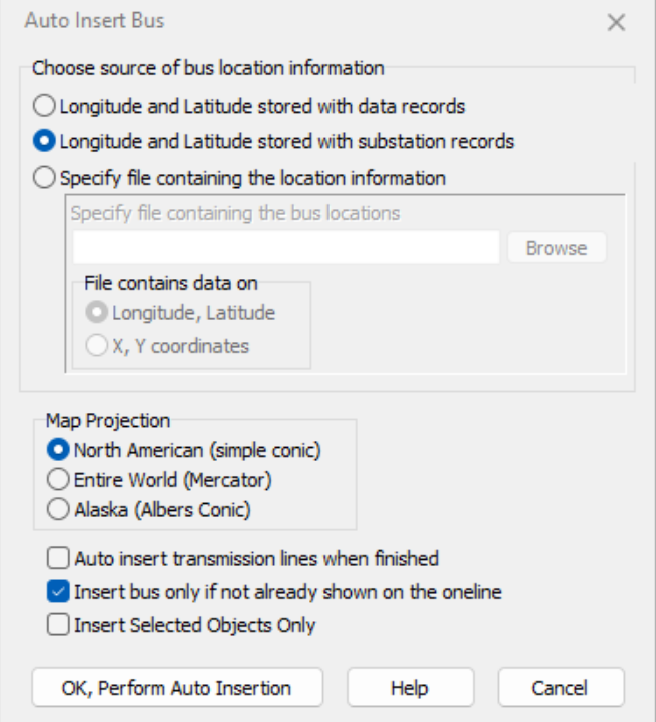 Auto Insert Bus
Choose source of bus location information
Longitude and Latitude stored with data records
Longitude and Latitude stored with substation records
Specify file containing the location information
Specify file containing the bus locations
Browse
File contains data on
Longitude, Latitude
X, Y coordinates
Map Projection
North American (simple conic)
Entire World (Mercator)
Alaska (Albers Conic)
Auto insert transmission lines when finished
Insert bus only if not already shown on the oneline
Insert Selected Objects Only
OK, Perform Auto Insertion Help Cancel